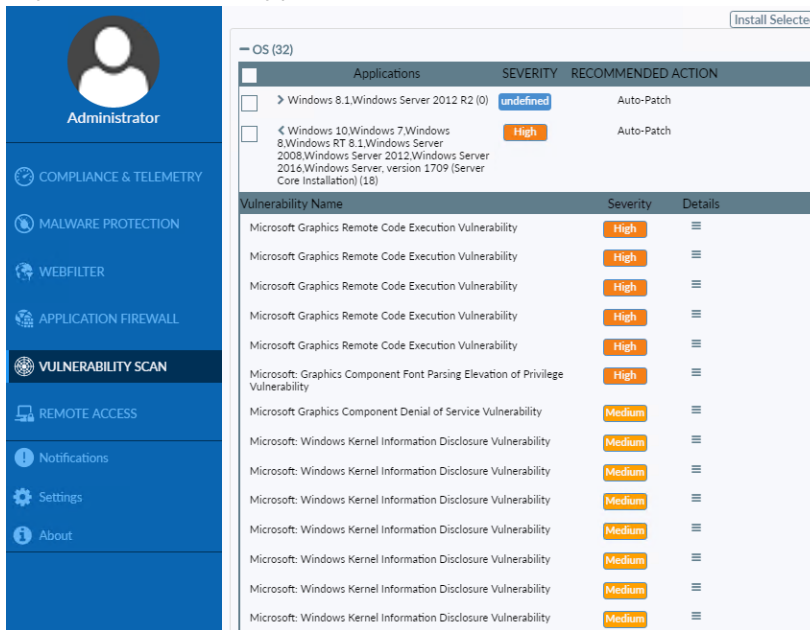 Install Selected
OS (32)
Applications SEVERITY RECOMMENDED ACTION
Windows 8.1,Windows Server 2012 R2 (0) undefined Auto-Patch
Windows 10,Windows 7,Windows High Auto-Patch
8,Windows RT 8.1,Windows Server
2008,Windows Server 2012,Windows Server
2016,Windows Server, version 1709 (Server
Core Installation) (18)
Vulnerability Name Severity Details
Microsoft Graphics Remote Code Execution Vulnerability High
Microsoft Graphics Remote Code Execution Vulnerability High
Microsoft Graphics Remote Code Execution Vulnerability High
Microsoft Graphics Remote Code Execution Vulnerability High
Microsoft Graphics Remote Code Execution Vulnerability High
Microsoft: Graphics Component Font Parsing Elevation of Privilege High
Vulnerability
Microsoft Graphics Component Denial of Service Vulnerability Medium
Microsoft: Windows Kernel Information Disclosure Vulnerability Medium
Microsoft: Windows Kernel Information Disclosure Vulnerability Medium
Microsoft: Windows Kernel Information Disclosure Vulnerability Medium
Microsoft: Windows Kernel Information Disclosure Vulnerability Medium
Microsoft: Windows Kernel Information Disclosure Vulnerability Medium
Microsoft: Windows Kernel Information Disclosure Vulnerability Medium
Microsoft: Windows Kernel Information Disclosure Vulnerability Medium
Administrator
COMPLIANCE & TELEMETRY
MALWARE PROTECTION
WEBFILTER
APPLICATION FIREWALL
VULNERABILITY SCAN
REMOTE ACCESS
Notifications
Settings
About